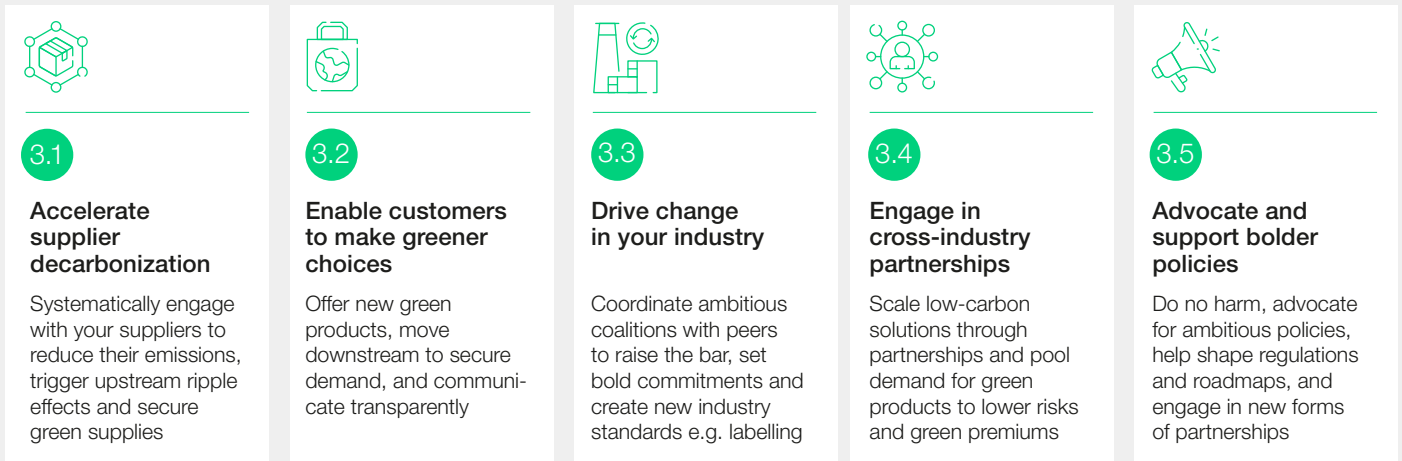 3.1
Accelerate
supplier
decarbonization
Systematically engage
with your suppliers to
reduce their emissions,
trigger upstream ripple
effects and secure
green supplies
3.2
Enable customers
to make greener
choices
Offer new green
products, move
downstream to secure
demand, and communi-
cate transparently
3.3
Drive change
in your industry
Coordinate ambitious
coalitions with peers
to raise the bar, set
bold commitments and
create new industry
standards e.g. labelling
3.4
Engage in
cross-industry
partnerships
Scale low-carbon
solutions through
partnerships and pool
demand for green
products to lower risks
and green premiums
3.5
Advocate and
support bolder
policies
Do no harm, advocate
for ambitious policies,
help shape regulations
and roadmaps, and
engage in new forms
of partnerships